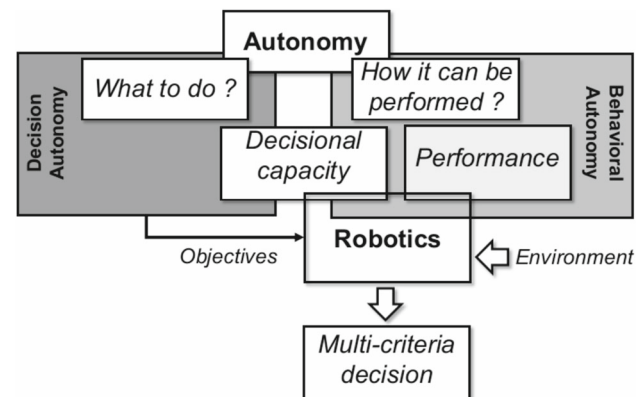 Autonomy
What to do ?
How it can be
performed ?
Decision
Autonomy
Behavioral
Autonomy
Decisional
capacity
Performance
Robotics
Objectives
Environment
Multi-criteria
decision